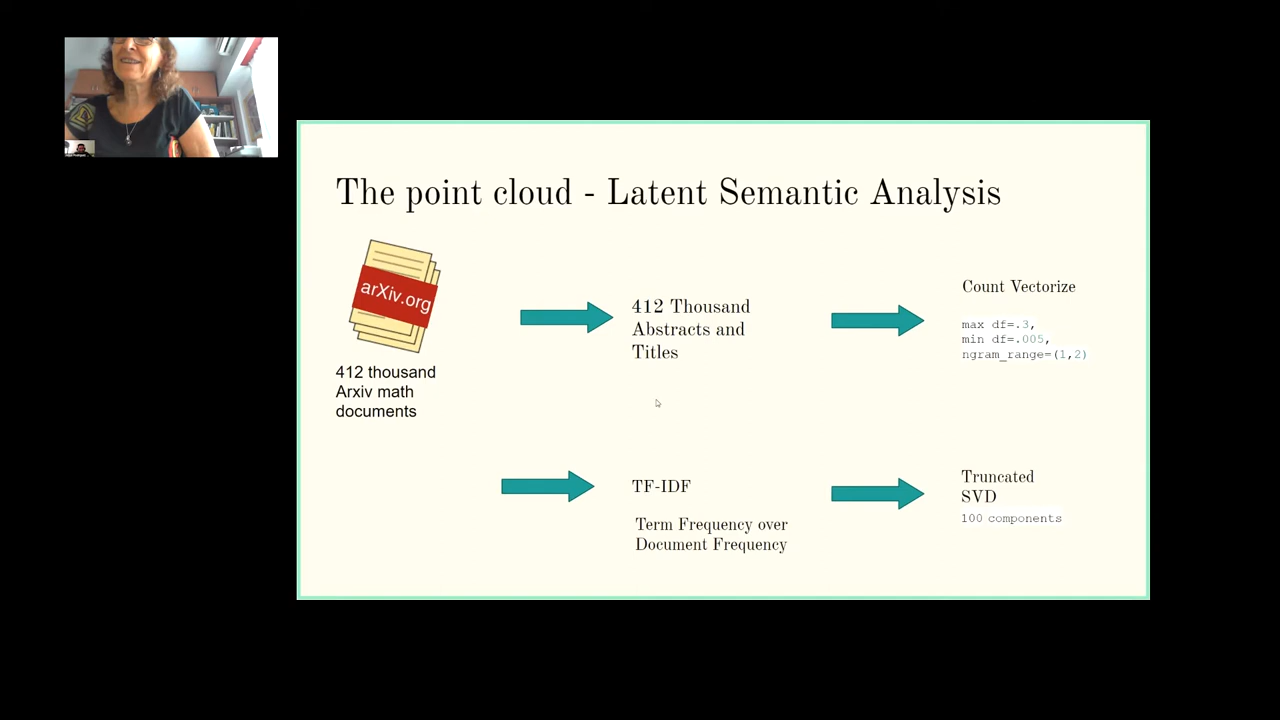 The point cloud - Latent Semantic Analysis
arXiv.org
412 thousand
Arxiv math
documents
412 Thousand
Abstracts and
Titles
Count Vectorize
max df=.3,
min df=.005,
ngram_range=(1,2)
TF-IDF
Term Frequency over
Document Frequency
Truncated
SVD
100 components